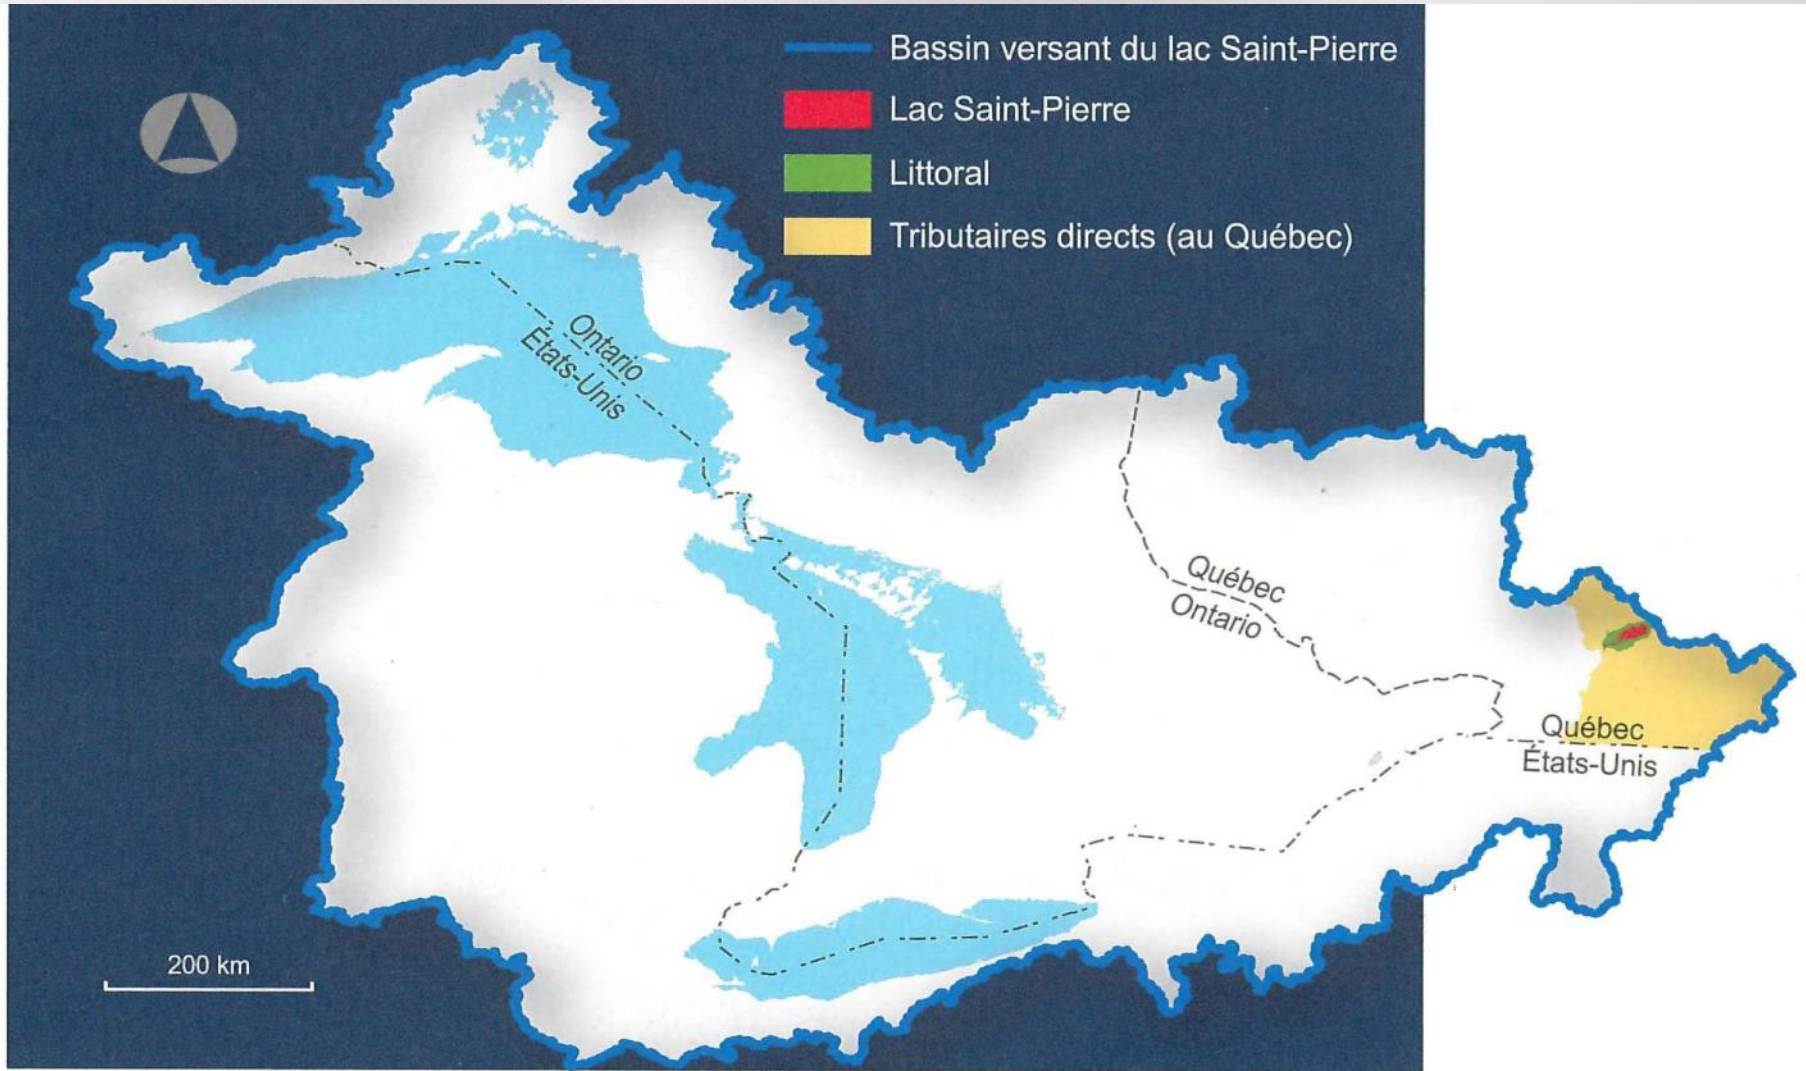 Bassin versant du lac Saint-Pierre
Lac Saint-Pierre
Littoral
Tributaires directs (au Québec)
Ontario
États-Unis
Québec
Ontario
Québec
États-Unis
200 km